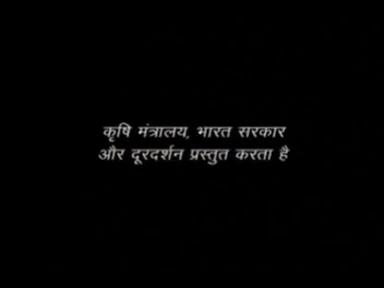 कृषि मंत्रालय, भारत सरकार
और दूरदर्शन प्रस्तुत करता है